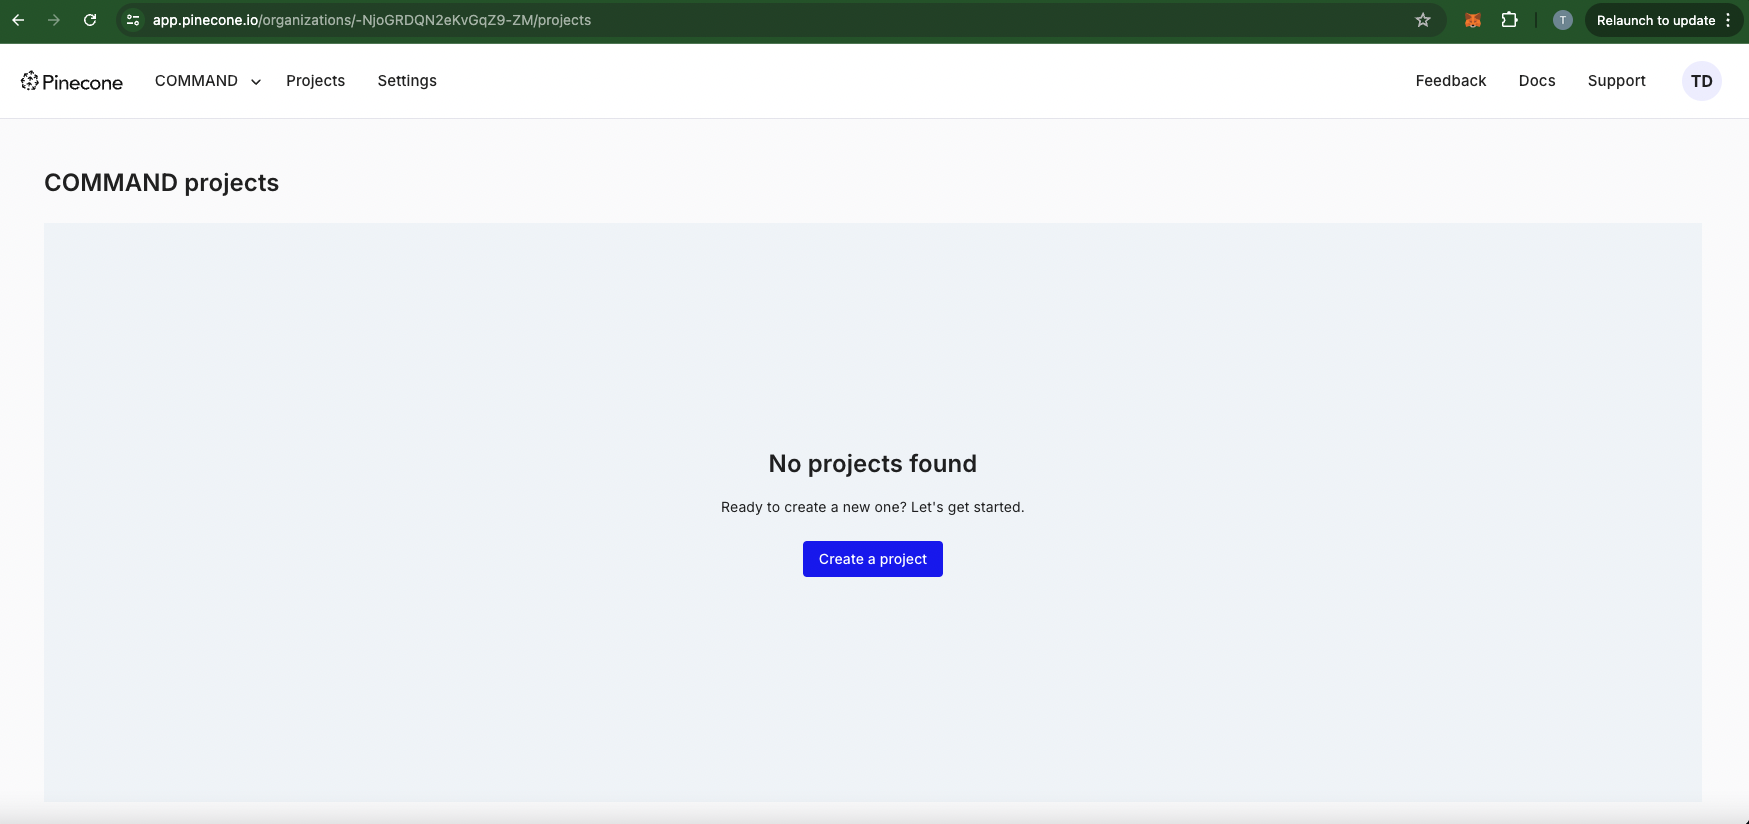 app.pinecone.io/organizations/-NjoGRDQN2eKvGqZ9-ZM/projects
T
Relaunch to update
Pinecone
COMMAND
Projects
Settings
Feedback
Docs
Support
TD
COMMAND projects
No projects found
Ready to create a new one? Let's get started.
Create a project